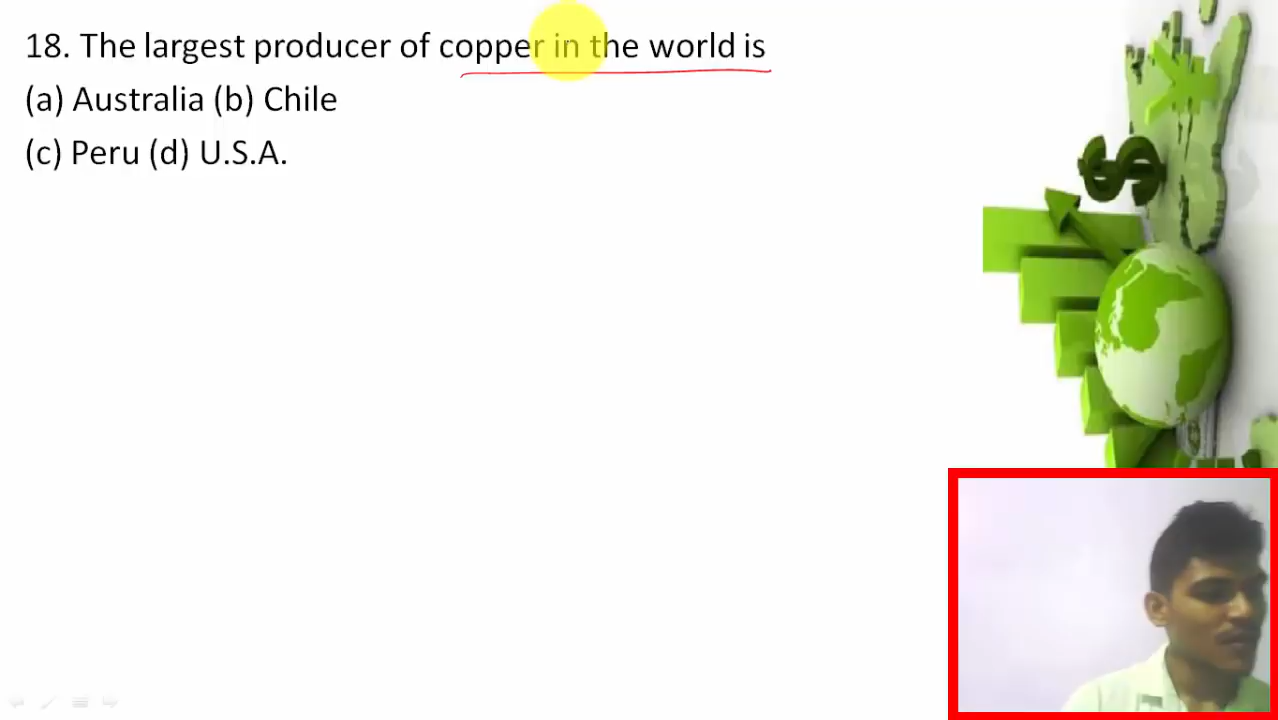 18. The largest producer of copper in the world is
(a) Australia (b) Chile
(c) Peru (d) U.S.A.
$